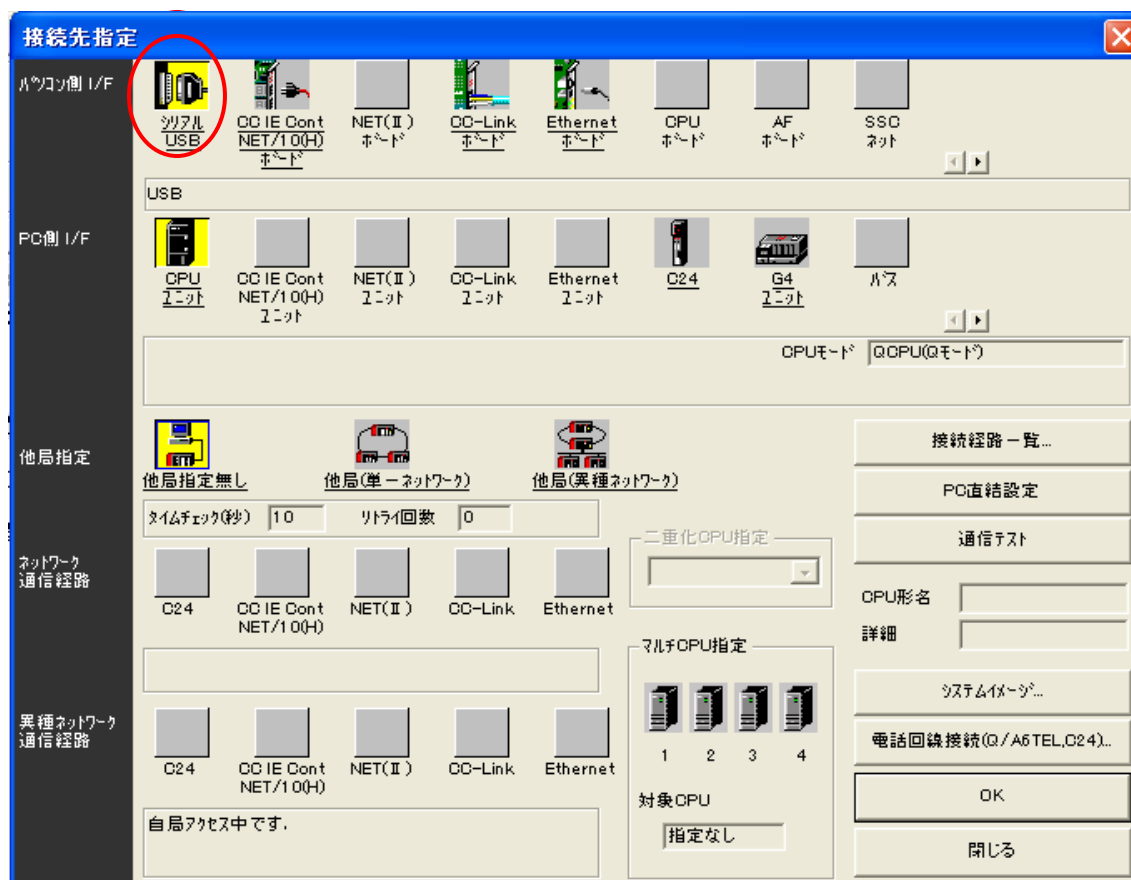 接続先指定
パソコン側 I/F
シリアル
USB
CC IE Cont
NET/10(H)
ボード
NET(Ⅱ)
ボード
CC-Link
ボード
Ethernet
ボード
CPU
ボード
AF
ボード
SSC
ネット
USB
PC側 I/F
CPU
ユニット
CC IE Cont
NET/10(H)
ユニット
NET(Ⅱ)
ユニット
CC-Link
ユニット
Ethernet
ユニット
C24
G4
ユニット
バス
CPUモード QCPU(Qモード)
他局指定
他局指定無し
他局(単一ネットワーク)
他局(異種ネットワーク)
タイムチェック(秒) 10 リトライ回数 0
接続経路一覧...
PC直結設定
通信テスト
二重化CPU指定
ネットワーク
通信経路
C24
CC IE Cont
NET/10(H)
NET(Ⅱ)
CC-Link
Ethernet
CPU形名
詳細
マルチCPU指定
1 2 3 4
対象CPU
指定なし
システムイメージ...
電話回線接続(Q/A6TEL,C24)...
OK
閉じる
異種ネットワーク
通信経路
C24
CC IE Cont
NET/10(H)
NET(Ⅱ)
CC-Link
Ethernet
自局アクセス中です.